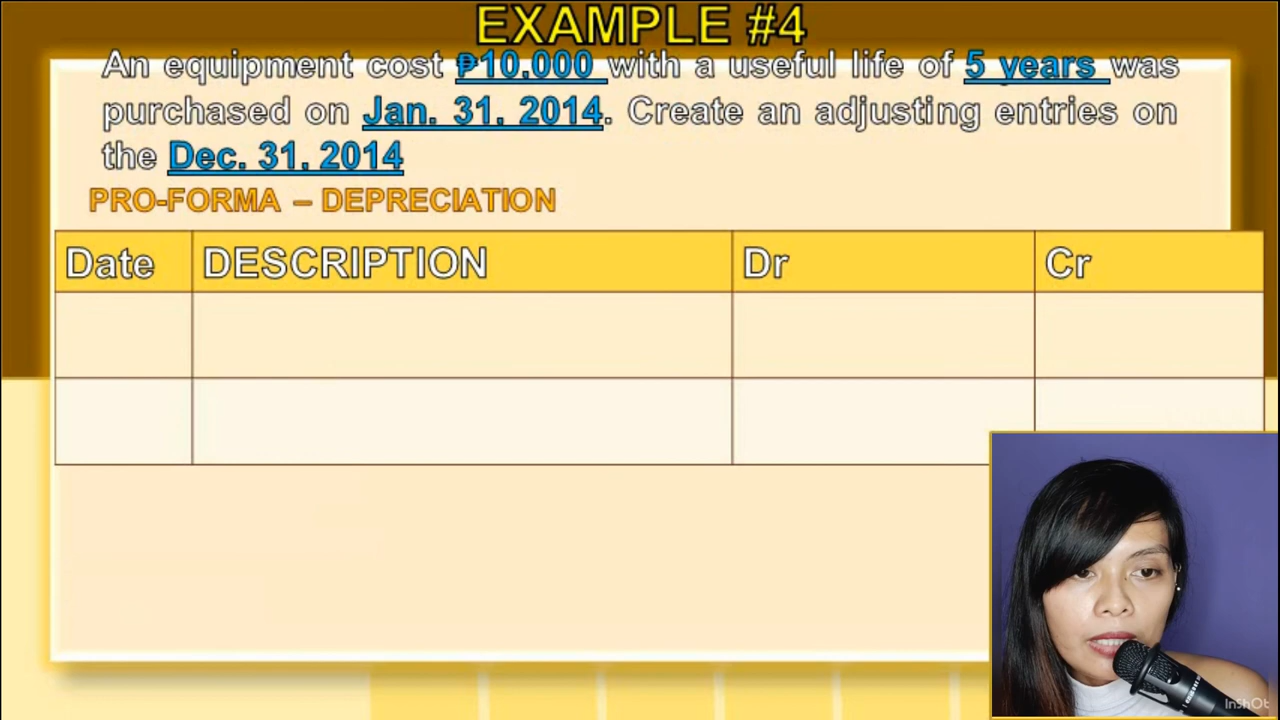 EXAMPLE #4
An equipment cost ₱10,000 with a useful life of 5 years was
purchased on Jan. 31, 2014. Create an adjusting entries on
the Dec. 31, 2014
PRO-FORMA – DEPRECIATION
Date DESCRIPTION Dr Cr
InShOt